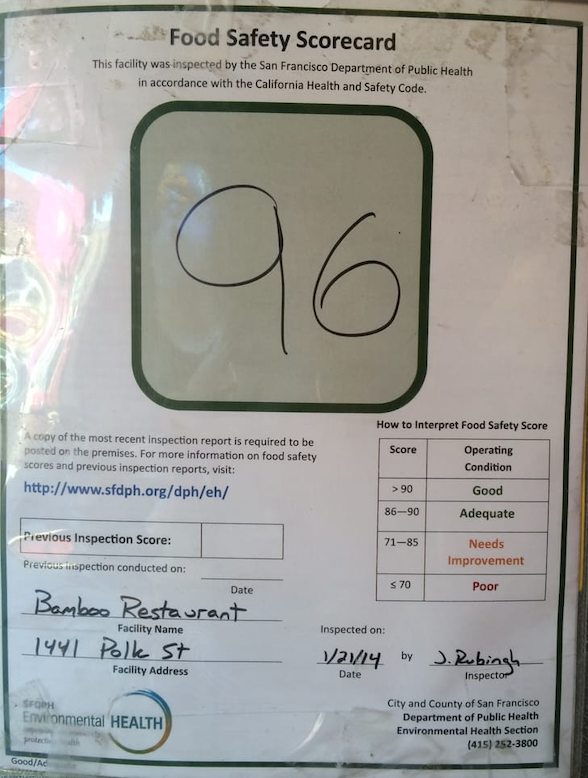 Food Safety Scorecard
This facility was inspected by the San Francisco Department of Public Health
in accordance with the California Health and Safety Code.
96
A copy of the most recent inspection report is required to be
posted on the premises. For more information on food safety
scores and previous inspection reports, visit:
http://www.sfdph.org/dph/eh/
Previous Inspection Score:
Previous Inspection conducted on:
Date
How to Interpret Food Safety Score
Score Operating Condition
> 90 Good
86—90 Adequate
71—85 Needs Improvement
≤ 70 Poor
Bamboo Restaurant
Facility Name
1441 Polk St
Facility Address
Inspected on:
1/21/14 by J. Rubingh
Date Inspector
SFDPH
Environmental HEALTH
City and County of San Francisco
Department of Public Health
Environmental Health Section
(415) 252-3800
Good/Ad